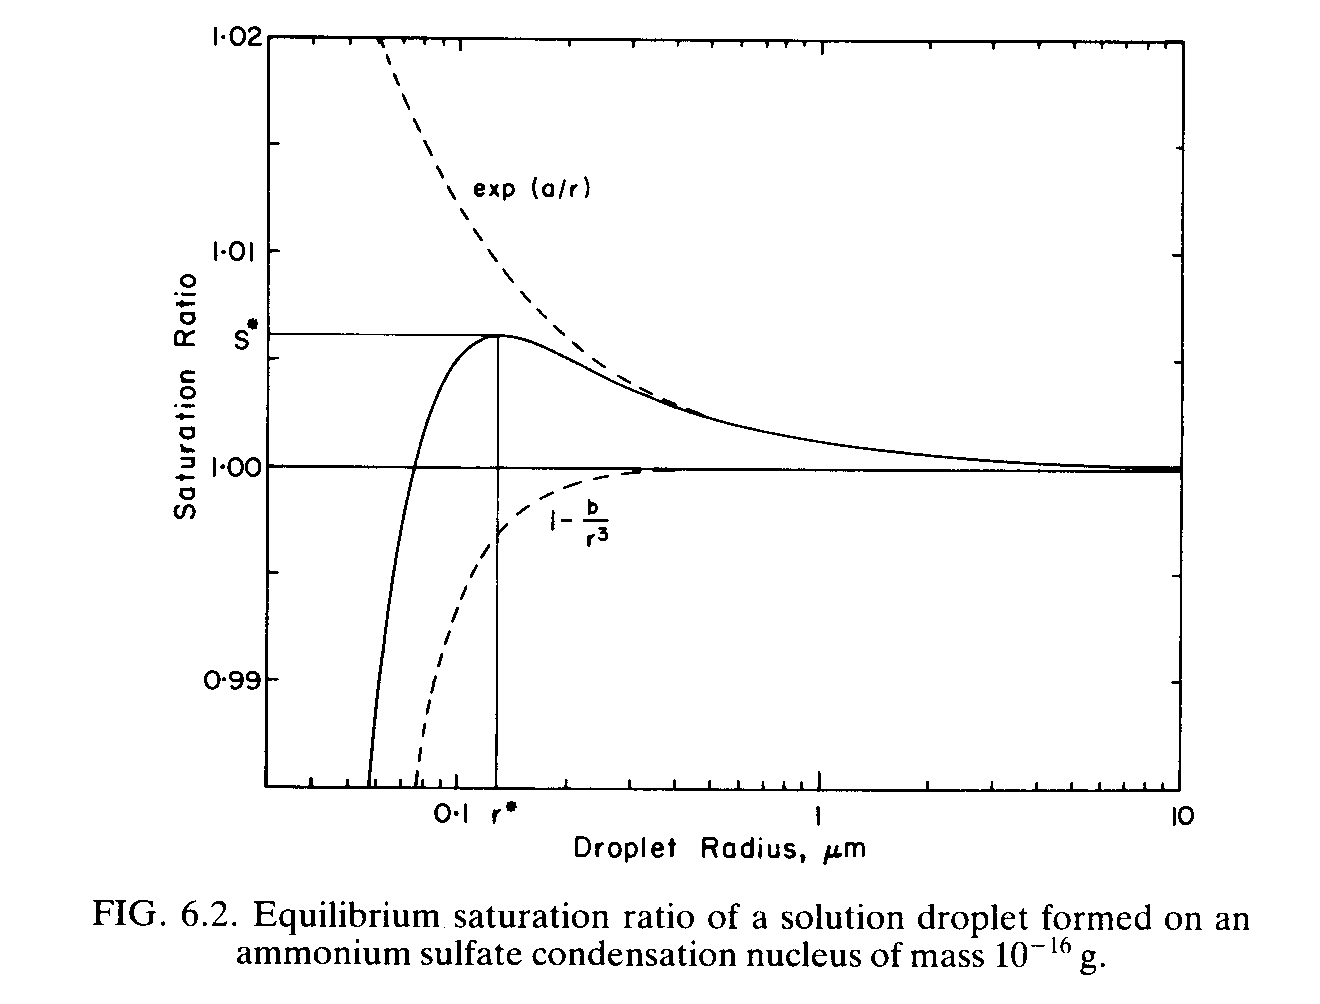 1·02
exp (a/r)
1·01
S*
Saturation Ratio
1·00
1- b/r³
0·99
0·1 r* 1 10
Droplet Radius, μm
FIG. 6.2. Equilibrium saturation ratio of a solution droplet formed on an
ammonium sulfate condensation nucleus of mass 10⁻¹⁶ g.